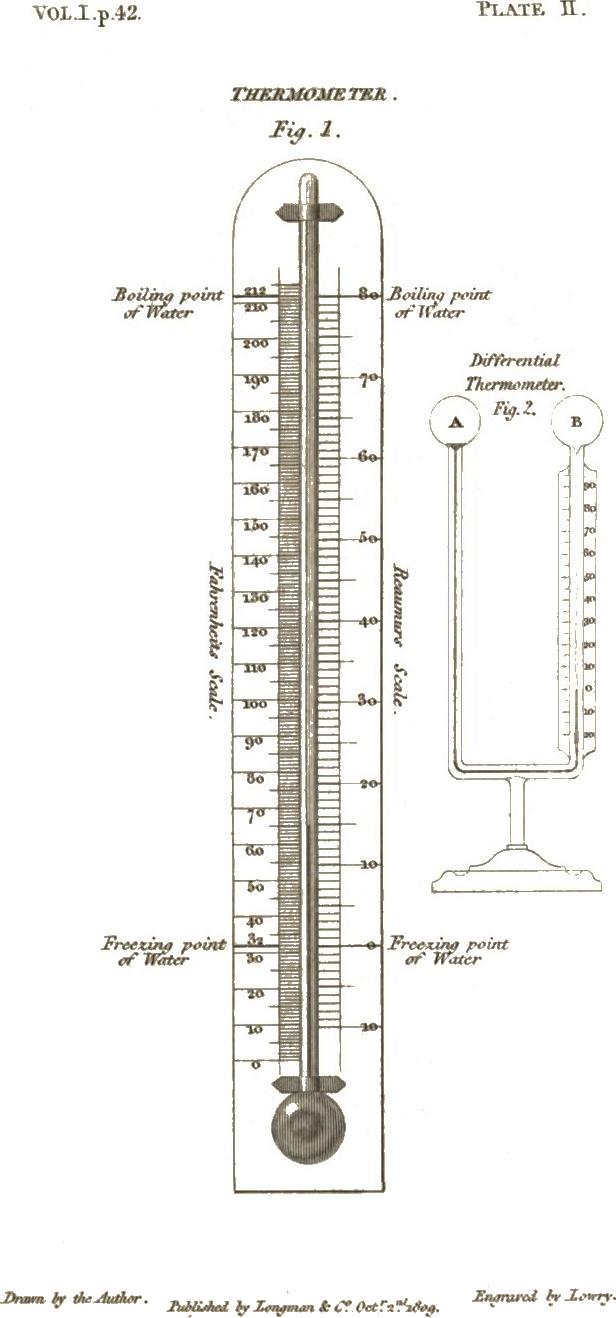 VOL.I.p.42.
PLATE II.
THERMOMETER.
Fig. 1.
Boiling point
of Water
212
210
200
190
180
170
160
150
140
130
120
110
100
90
80
70
60
50
40
32
30
20
10
0
Freezing point
of Water
Fahrenheits Scale.
80
70
60
50
40
30
20
10
0
10
Boiling point
of Water
Freezing point
of Water
Reaumurs Scale.
Differential
Thermometer.
Fig. 2.
A
B
90
80
70
60
50
40
30
20
10
0
10
20
Drawn by the Author.
Published by Longman & Co. Octr. 2nd. 1809.
Engraved by Lowry.